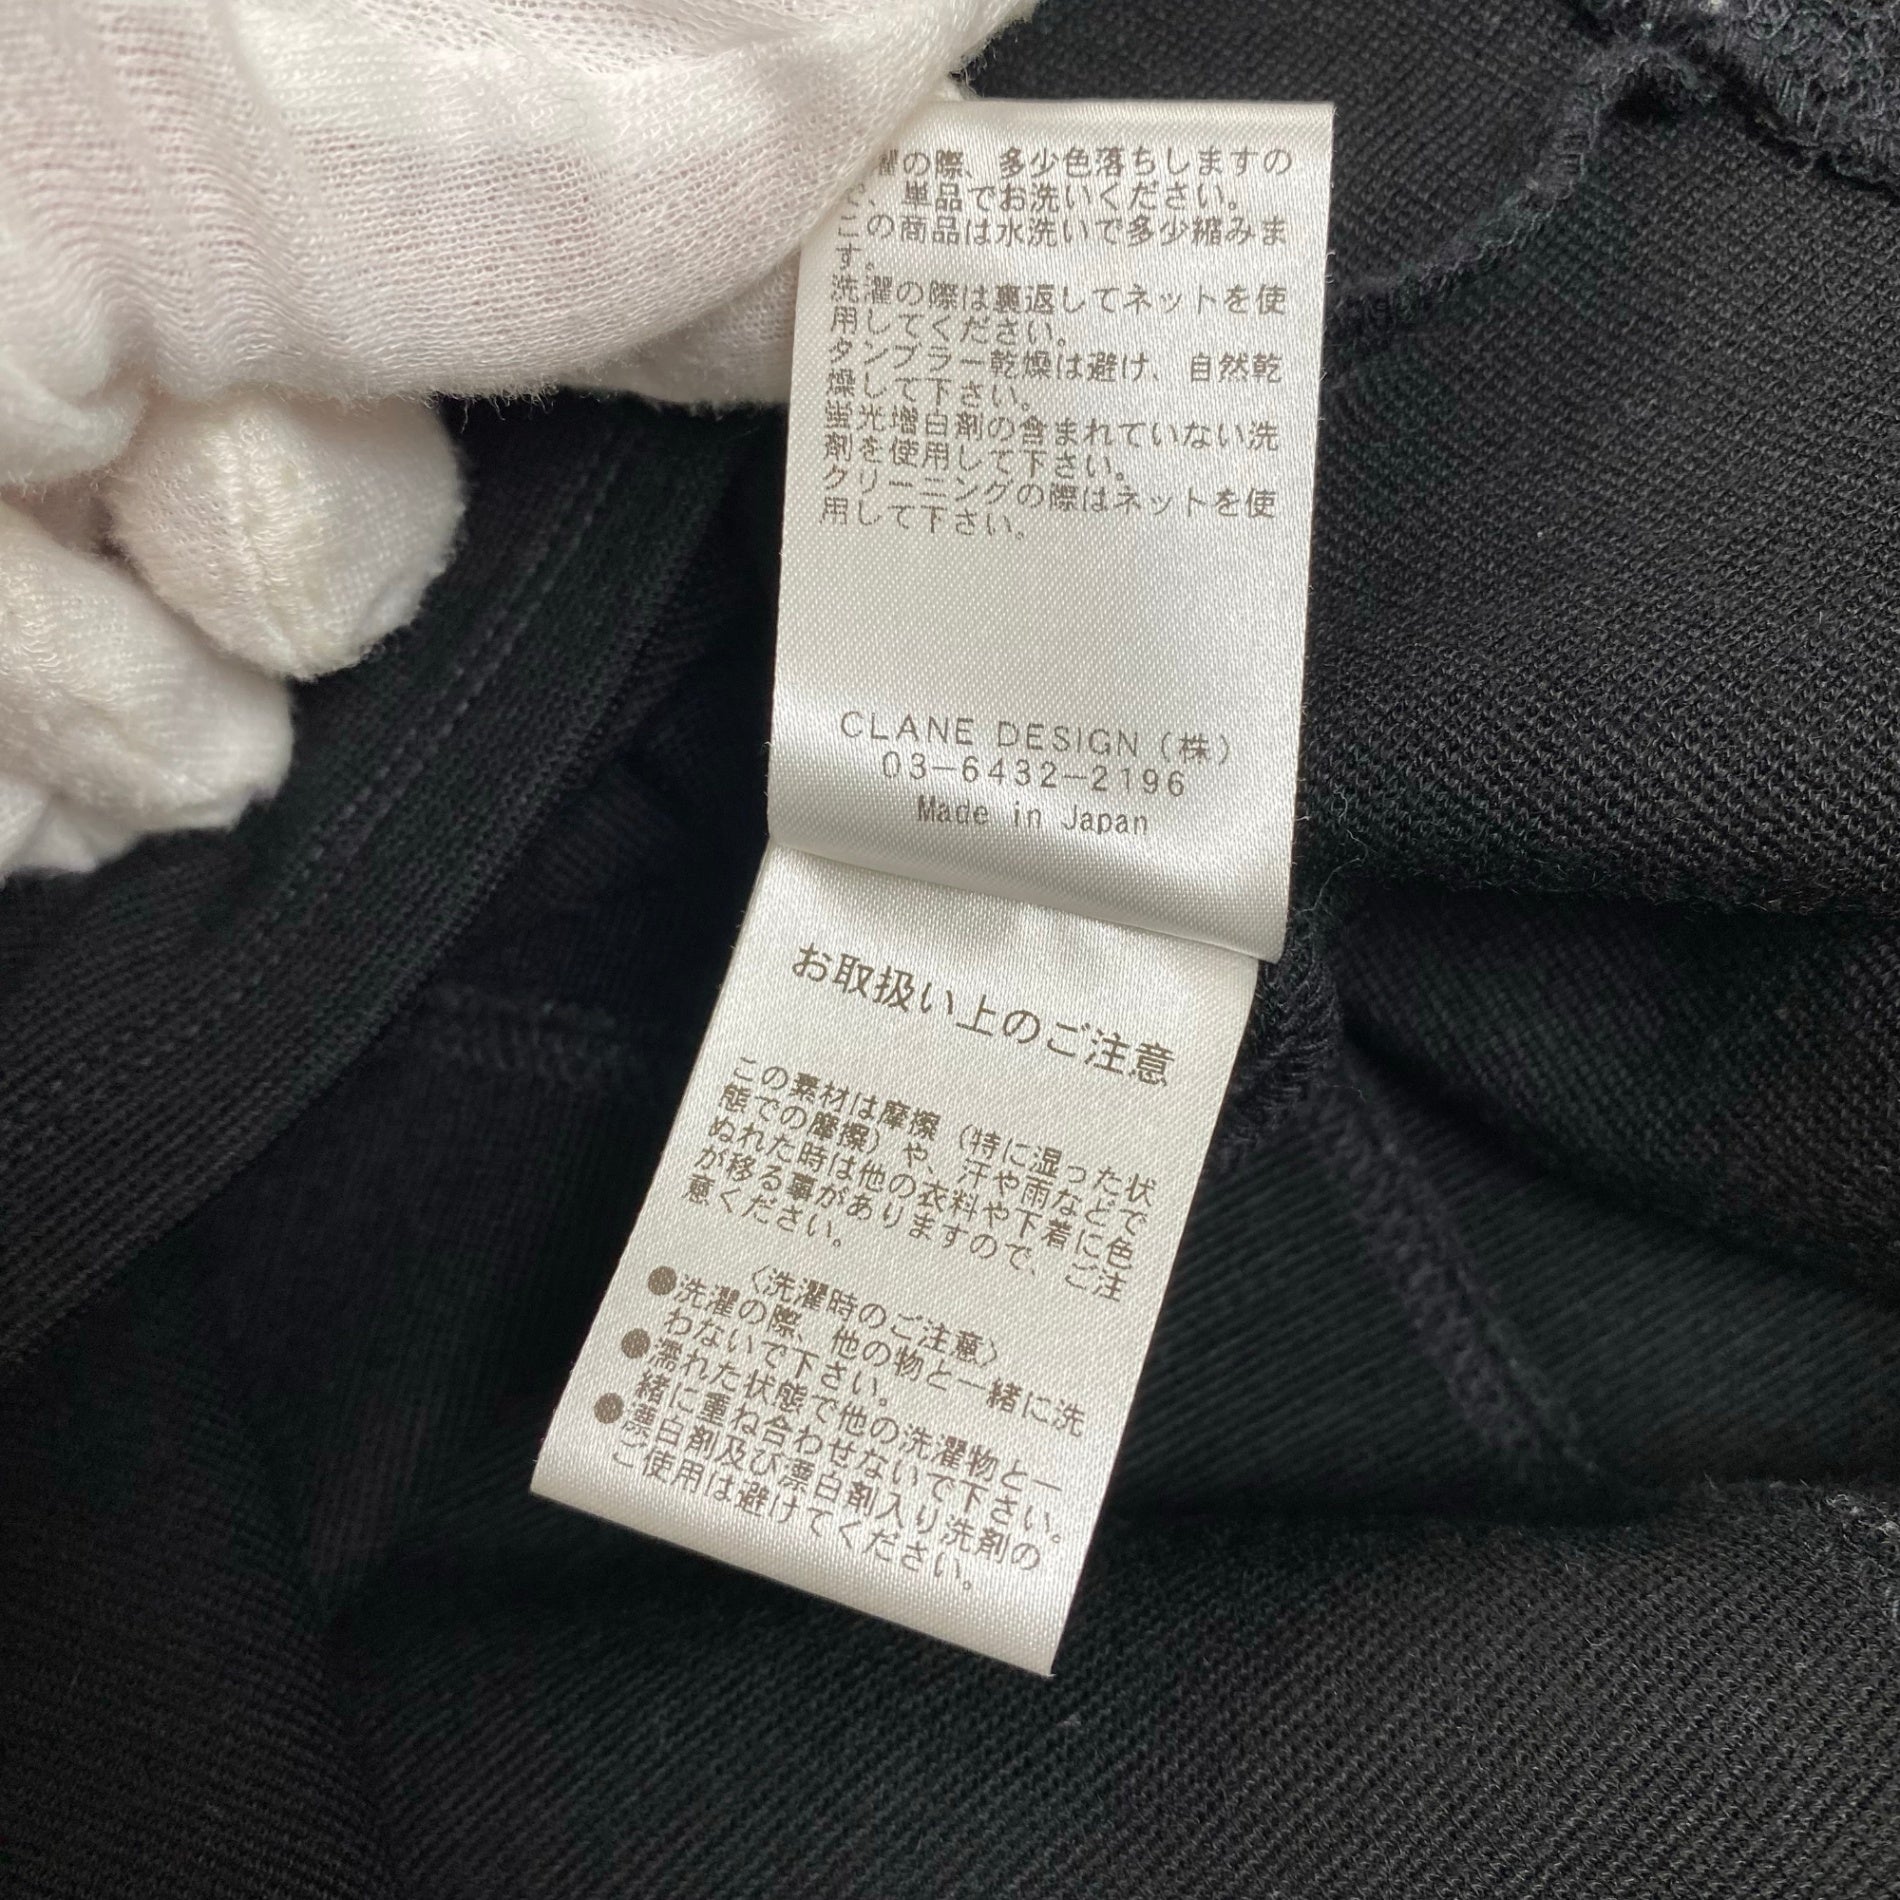 濯の際、多少色落ちしますの
で、単品でお洗いください。
この商品は水洗いで多少縮みま
す。
洗濯の際は裏返してネットを使
用してください。
タンブラー乾燥は避け、自然乾
燥して下さい。
蛍光増白剤の含まれていない洗
剤を使用して下さい。
クリーニングの際はネットを使
用して下さい。
CLANE DESIGN (株)
03-6432-2196
Made in Japan
お取扱い上のご注意
この素材は摩擦（特に湿った状
態での摩擦）や、汗や雨などで
ぬれた時は他の衣料や下着に色
が移る事がありますので、ご注
意ください。
〈洗濯時のご注意〉
●洗濯の際、他の物と一緒に洗
わないで下さい。
●濡れた状態で他の洗濯物と一
緒に重ね合わせないで下さい。
●漂白剤及び漂白剤入り洗剤の
ご使用は避けてください。